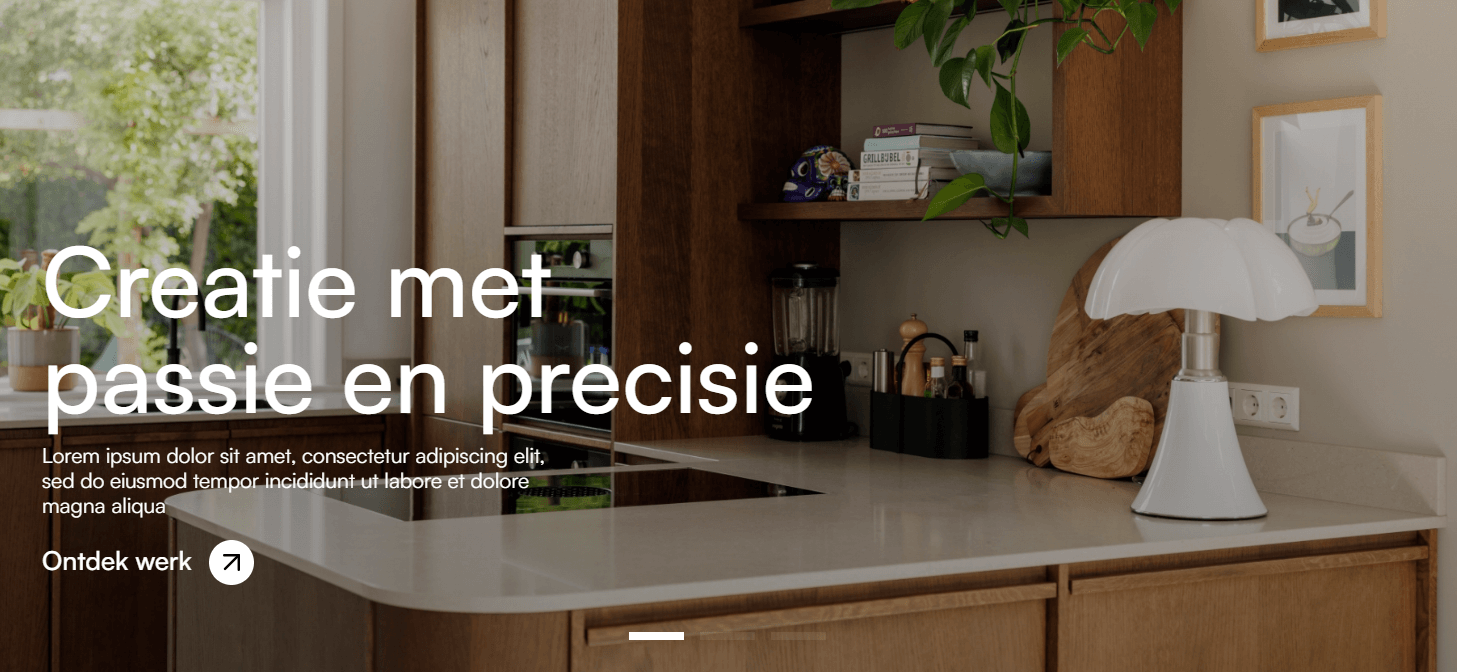 GRILLBIJBEL
Creatie met
passie en precisie
Lorem ipsum dolor sit amet, consectetur adipiscing elit,
sed do eiusmod tempor incididunt ut labore et dolore
magna aliqua
Ontdek werk